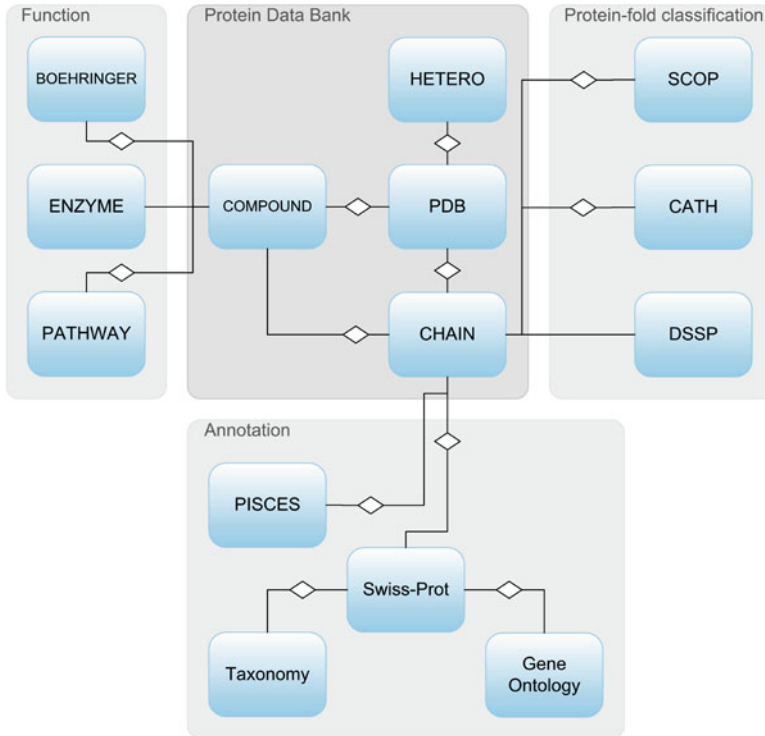 Function
Protein Data Bank
Protein-fold classification
BOEHRINGER
HETERO
SCOP
ENZYME
COMPOUND
PDB
CATH
PATHWAY
CHAIN
DSSP
Annotation
PISCES
Swiss-Prot
Taxonomy
Gene
Ontology